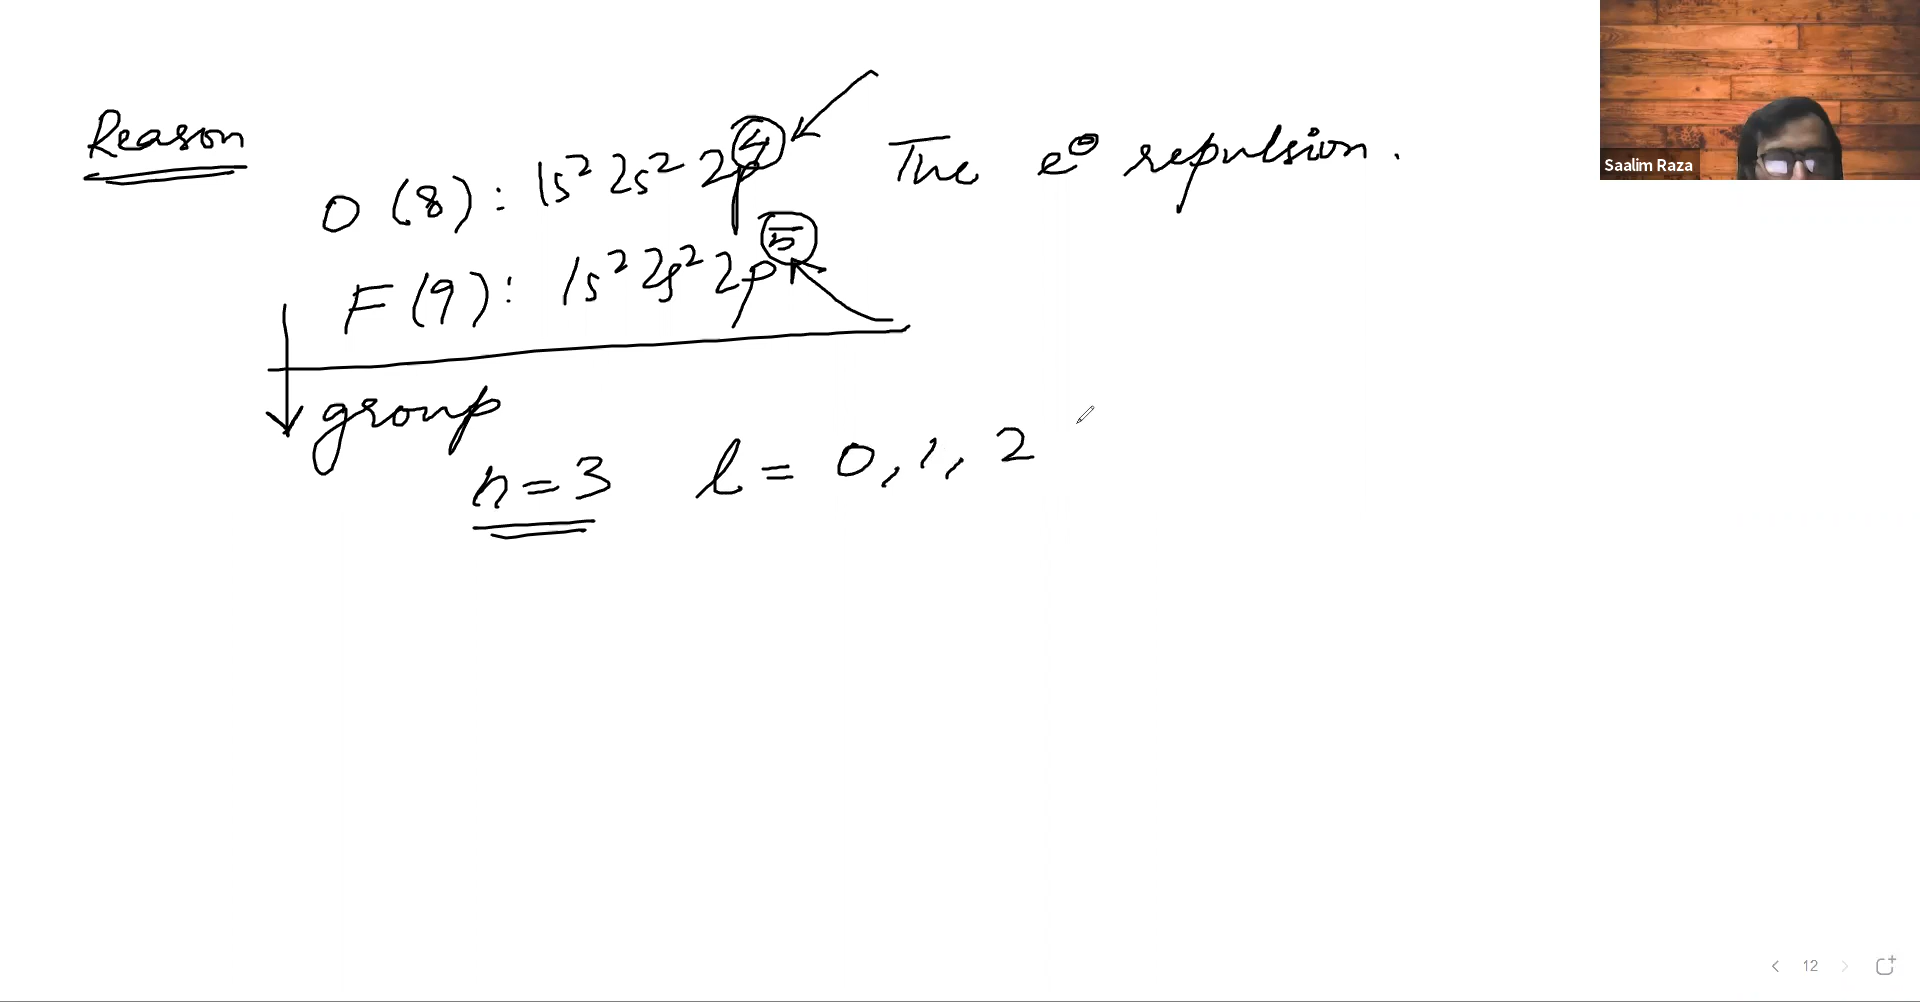 Reason
O (8) : 1s² 2s² 2p⁴ The e⊖ repulsion.
F (9) : 1s² 2s² 2p⁵
group
n = 3 l = 0, 1, 2
Saalim Raza
12